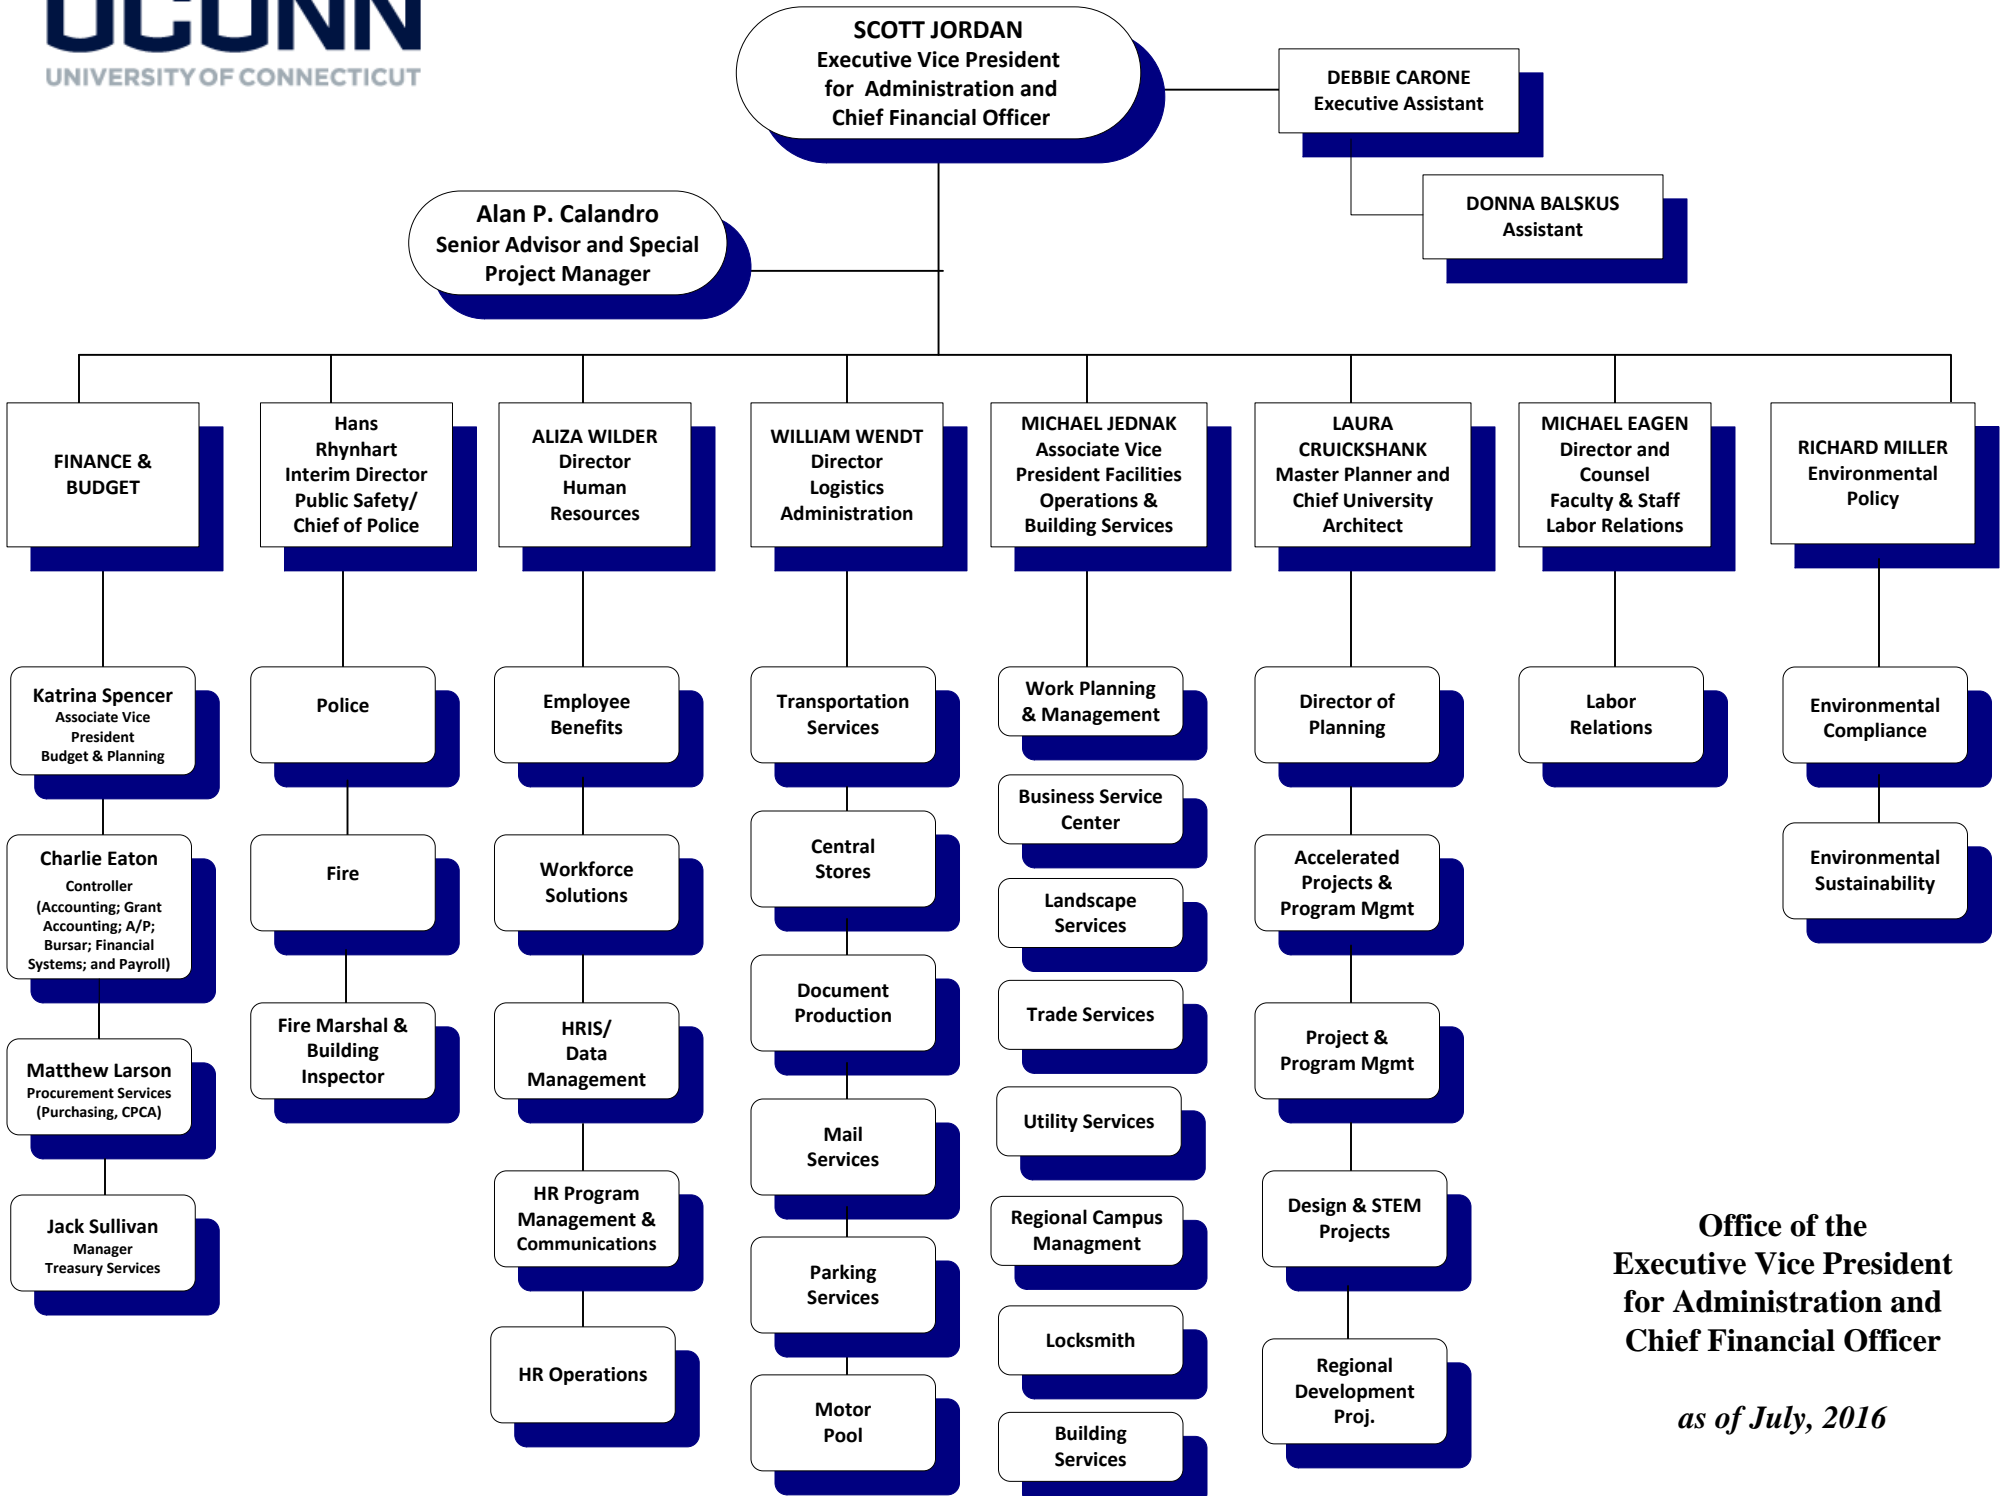 UCONN
UNIVERSITY OF CONNECTICUT
SCOTT JORDAN
Executive Vice President
for Administration and
Chief Financial Officer
DEBBIE CARONE
Executive Assistant
DONNA BALSKUS
Assistant
Alan P. Calandro
Senior Advisor and Special
Project Manager
FINANCE &
BUDGET
Hans
Rhynhart
Interim Director
Public Safety/
Chief of Police
ALIZA WILDER
Director
Human
Resources
WILLIAM WENDT
Director
Logistics
Administration
MICHAEL JEDNAK
Associate Vice
President Facilities
Operations &
Building Services
LAURA
CRUICKSHANK
Master Planner and
Chief University
Architect
MICHAEL EAGEN
Director and
Counsel
Faculty & Staff
Labor Relations
RICHARD MILLER
Environmental
Policy
Katrina Spencer
Associate Vice
President
Budget & Planning
Charlie Eaton
Controller
(Accounting; Grant
Accounting; A/P;
Bursar; Financial
Systems; and Payroll)
Matthew Larson
Procurement Services
(Purchasing, CPCA)
Jack Sullivan
Manager
Treasury Services
Police
Fire
Fire Marshal &
Building
Inspector
Employee
Benefits
Workforce
Solutions
HRIS/
Data
Management
HR Program
Management &
Communications
HR Operations
Transportation
Services
Central
Stores
Document
Production
Mail
Services
Parking
Services
Motor
Pool
Work Planning
& Management
Business Service
Center
Landscape
Services
Trade Services
Utility Services
Regional Campus
Managment
Locksmith
Building
Services
Director of
Planning
Accelerated
Projects &
Program Mgmt
Project &
Program Mgmt
Design & STEM
Projects
Regional
Development
Proj.
Labor
Relations
Environmental
Compliance
Environmental
Sustainability
Office of the
Executive Vice President
for Administration and
Chief Financial Officer
as of July, 2016